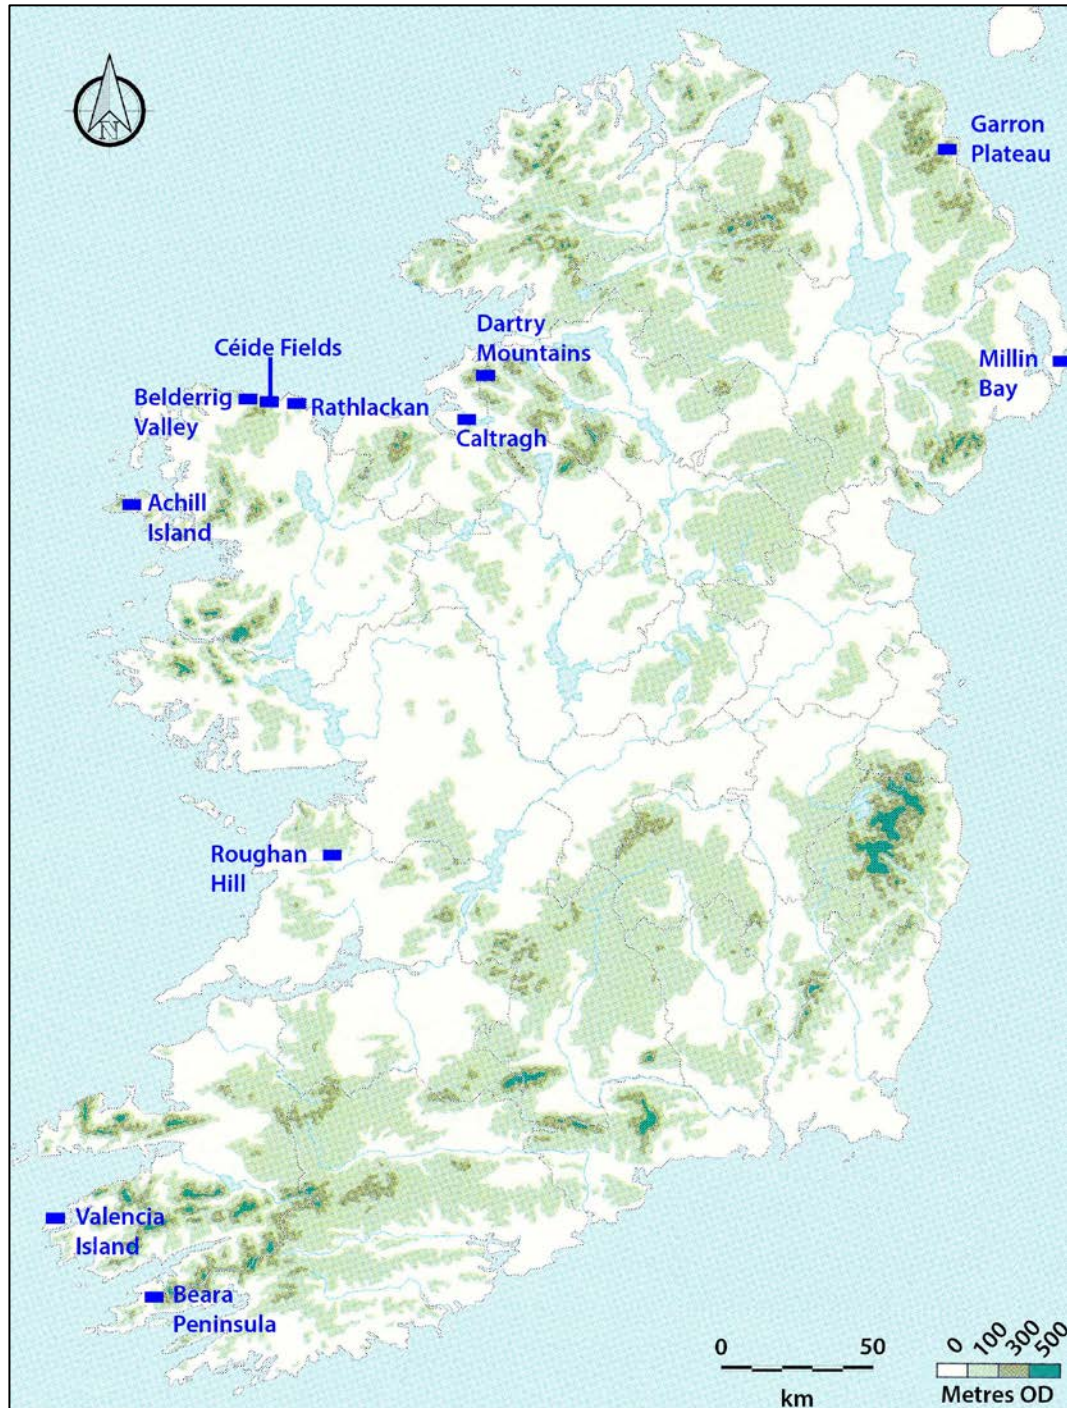 N
Garron
Plateau
Dartry
Mountains
Céide Fields
Millin
Bay
Belderrig
Valley
Rathlackan
Caltragh
Achill
Island
Roughan
Hill
Valencia
Island
Beara
Peninsula
0 50
km
0 100 300 500
Metres OD